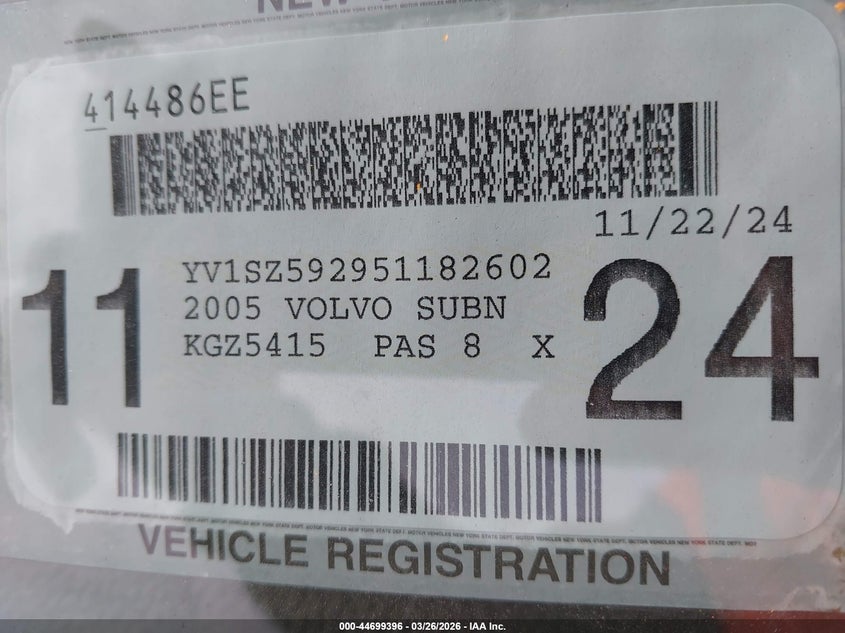 NEW
414486EE
11/22/24
11
YV1SZ592951182602
2005 VOLVO SUBN
KGZ5415 PAS 8 X
24
VEHICLE REGISTRATION
000-44699396 - 03/26/2026 - IAA Inc.